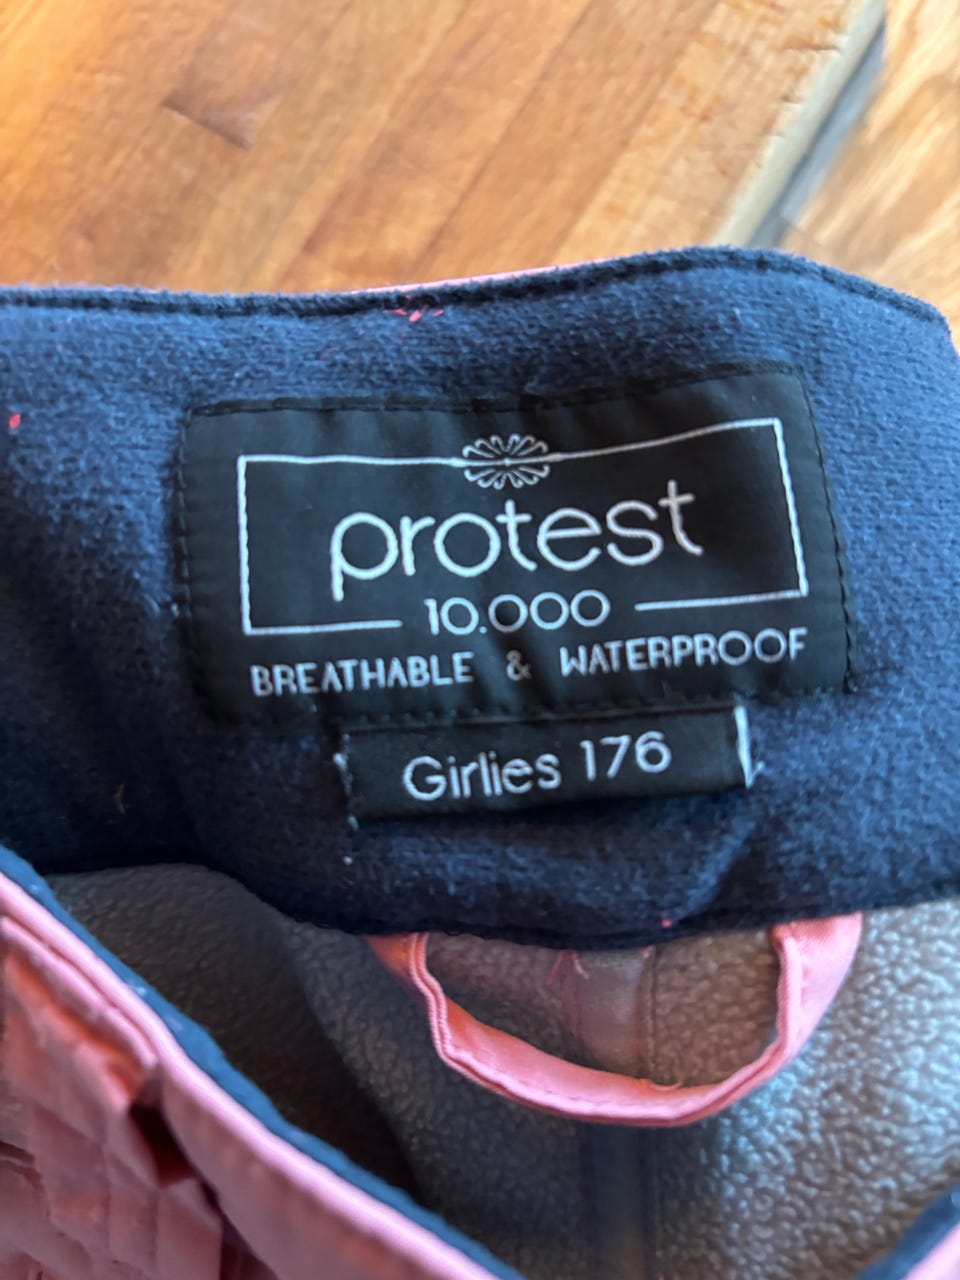 protest
10.000
BREATHABLE & WATERPROOF
Girlies 176